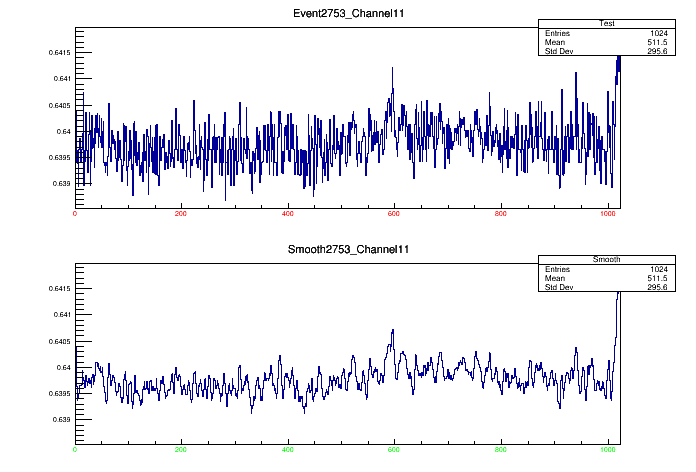 Event2753_Channel11
Test
Entries 1024
Mean 511.5
Std Dev 295.6
0.6415
0.641
0.6405
0.64
0.6395
0.639
0 200 400 600 800 1000
Smooth2753_Channel11
Smooth
Entries 1024
Mean 511.5
Std Dev 295.6
0.6415
0.641
0.6405
0.64
0.6395
0.639
0 200 400 600 800 1000